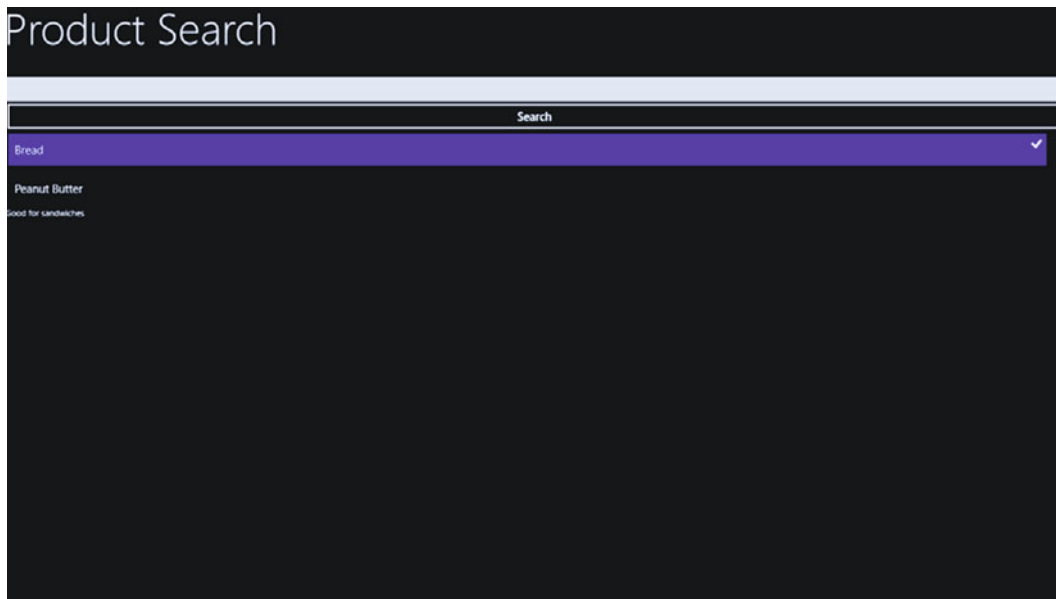 Product Search
Search
Bread
Peanut Butter
Good for sandwiches